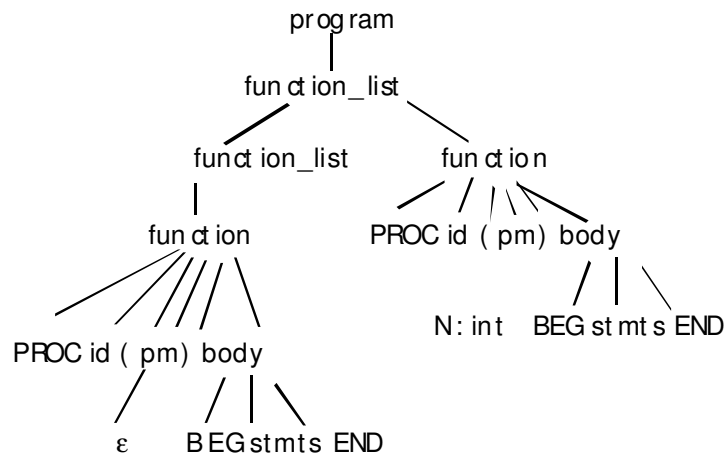 program
function_list
function_list function
function
PROC id ( pm) body
N: int BEG stmts END
PROC id ( pm) body
ε BEG stmts END